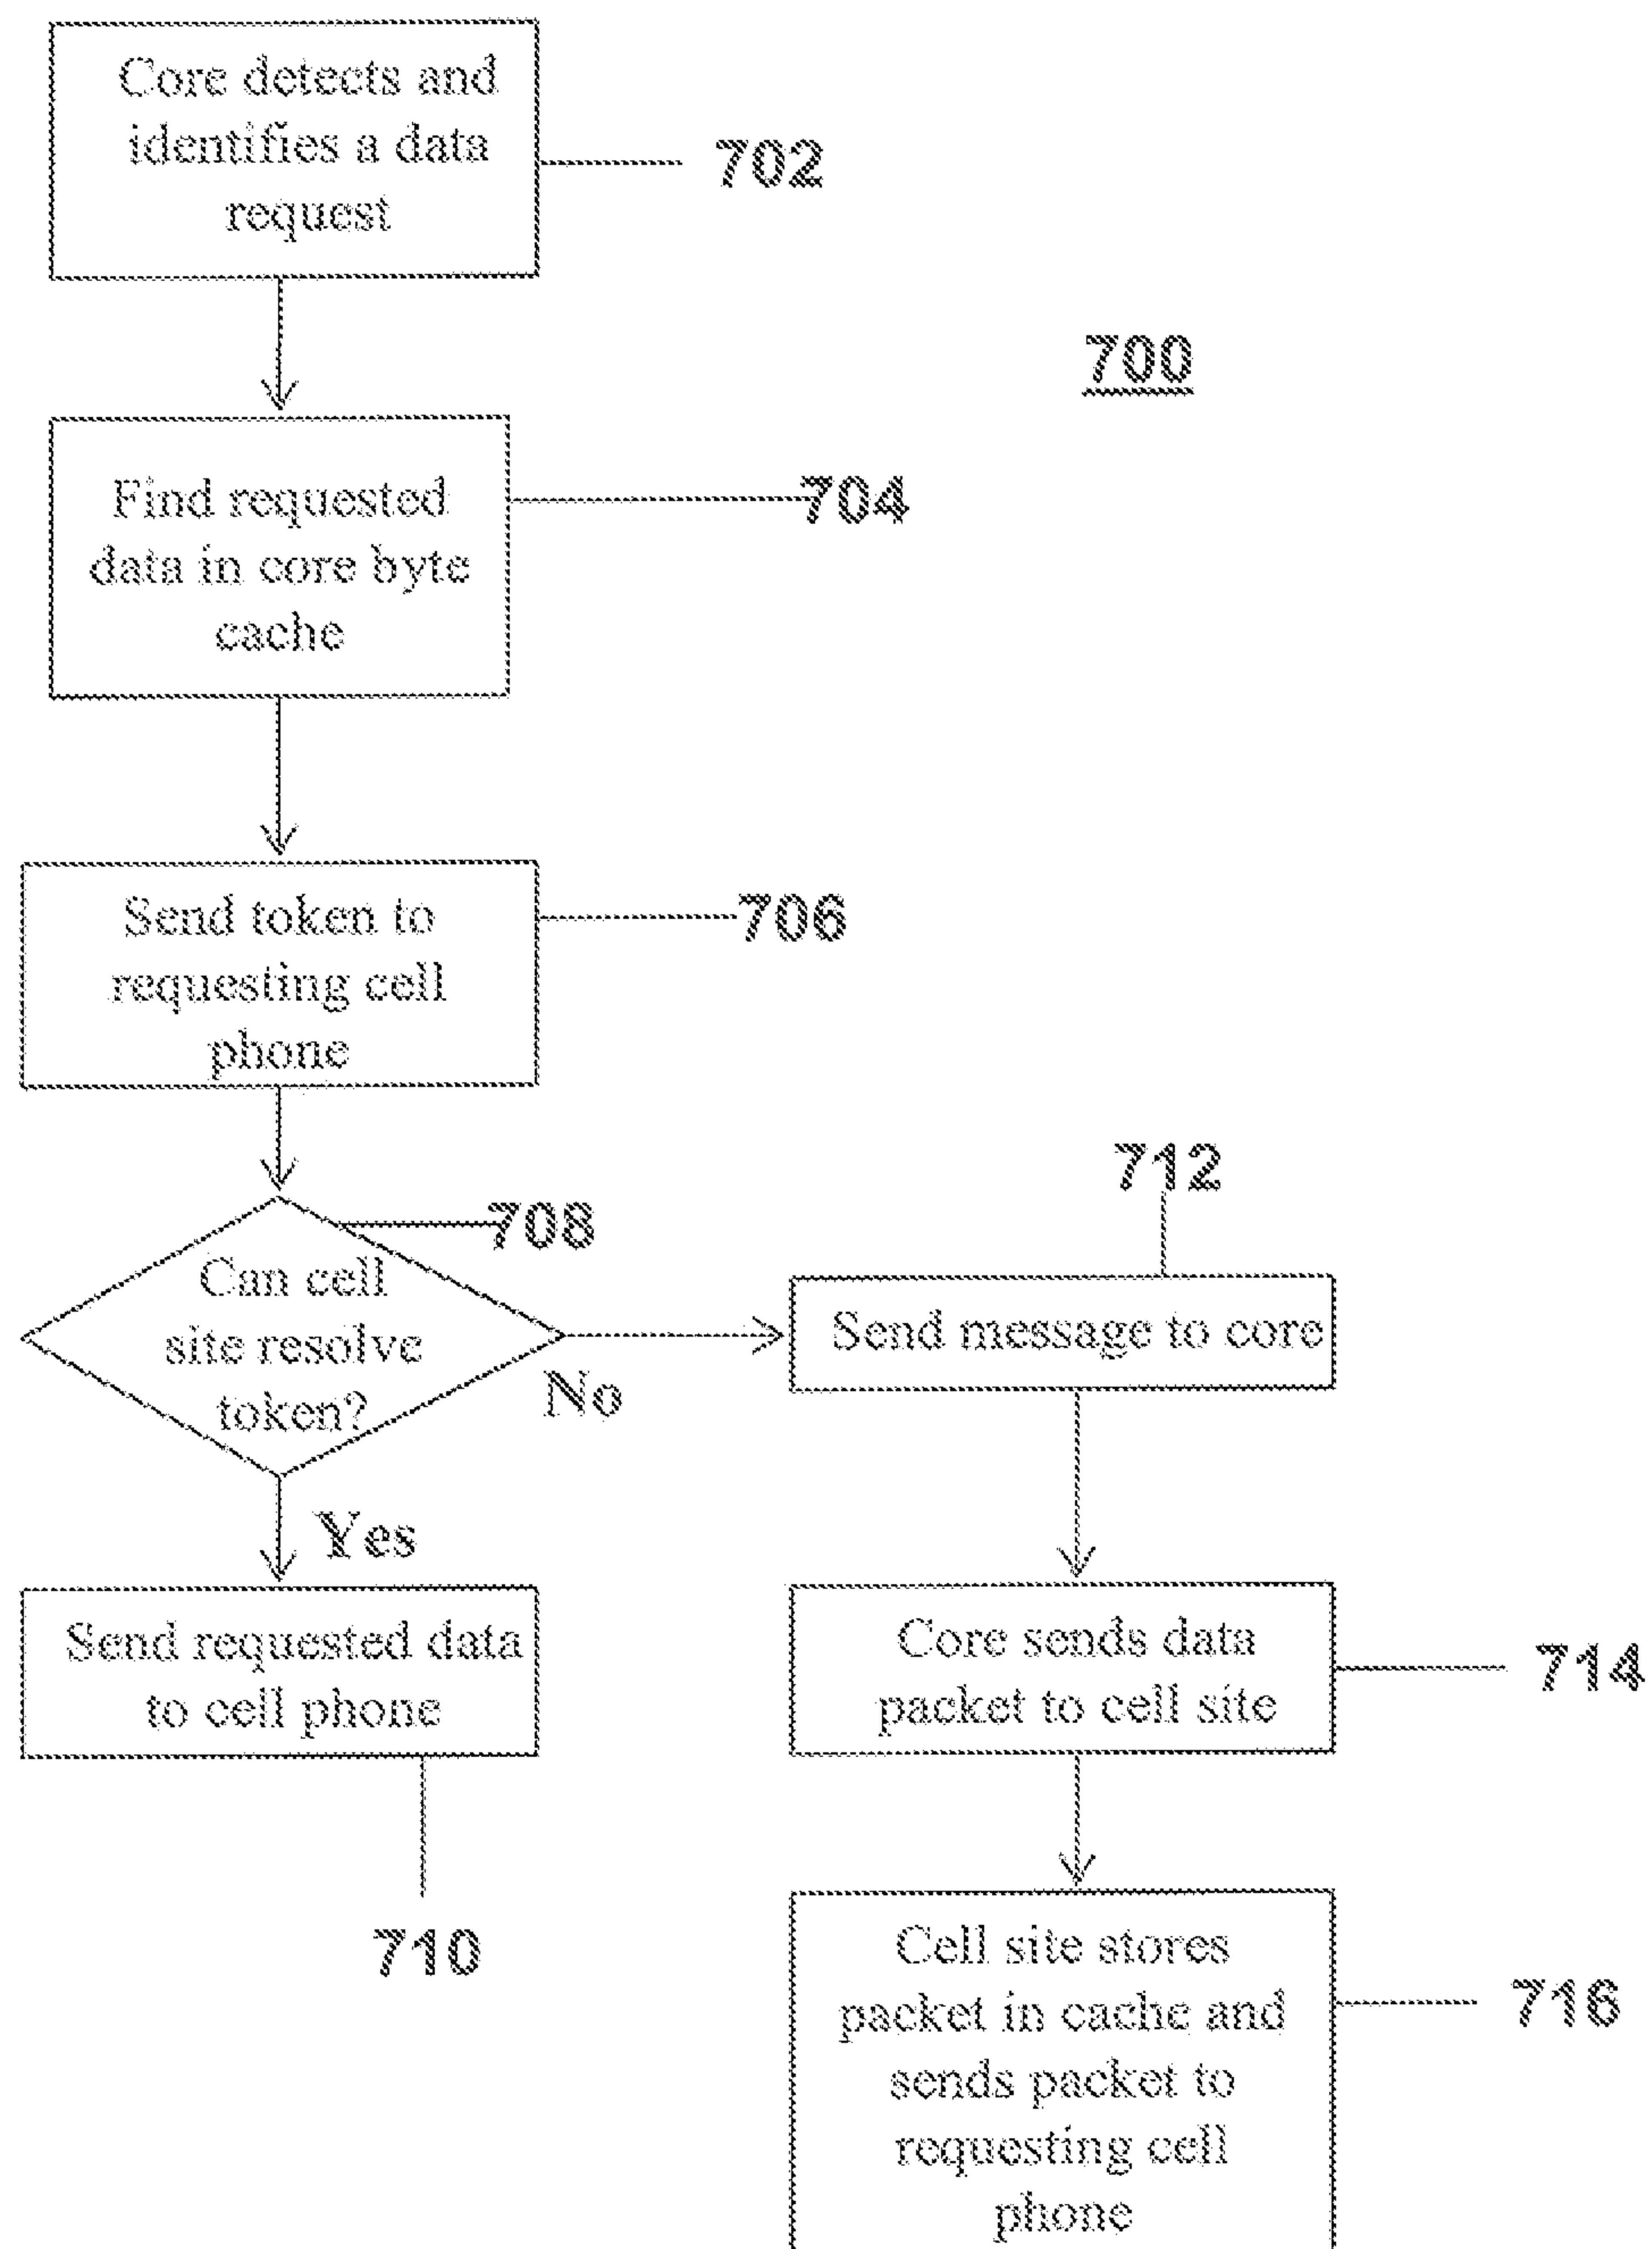 Core detects and
identifies a data
request
702
700
Find requested
data in core byte
cache
704
Send token to
requesting cell
phone
706
708
Can cell
site resolve
token?
No
Yes
712
Send message to core
Send requested data
to cell phone
710
Core sends data
packet to cell site
714
Cell site stores
packet in cache and
sends packet to
requesting cell
phone
716